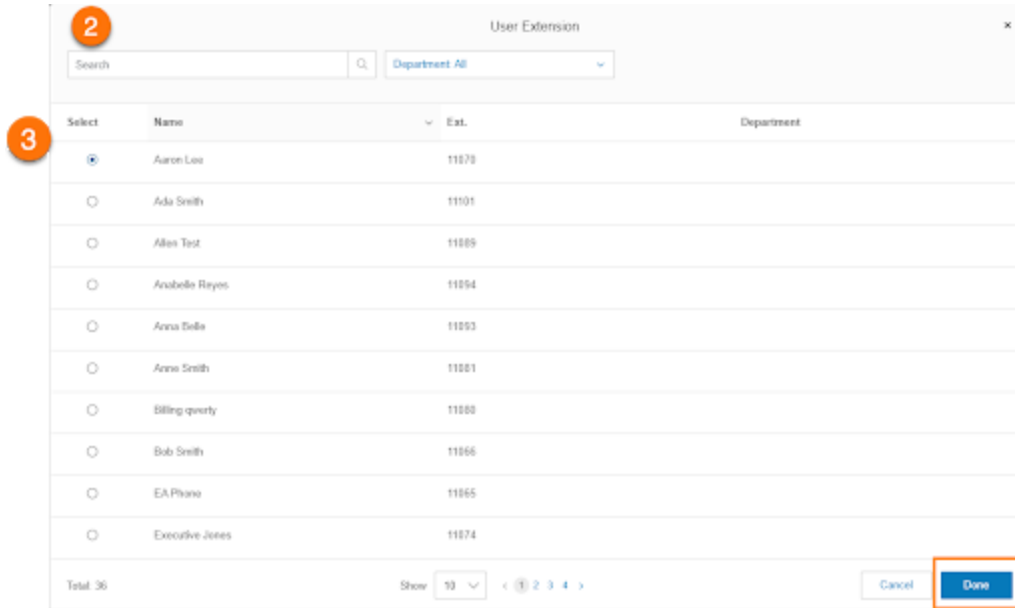 2
User Extension
×
Search
Department All
3
Select Name Ext. Department
Aaron Lee 11070
Ada Smith 11101
Allen Test 11089
Anabelle Reyes 11094
Anna Belle 11093
Anne Smith 11081
Billing qwerty 11080
Bob Smith 11066
EA Phone 11065
Executive Jones 11074
Total: 36 Show 10 < 1 2 3 4 > Cancel Done